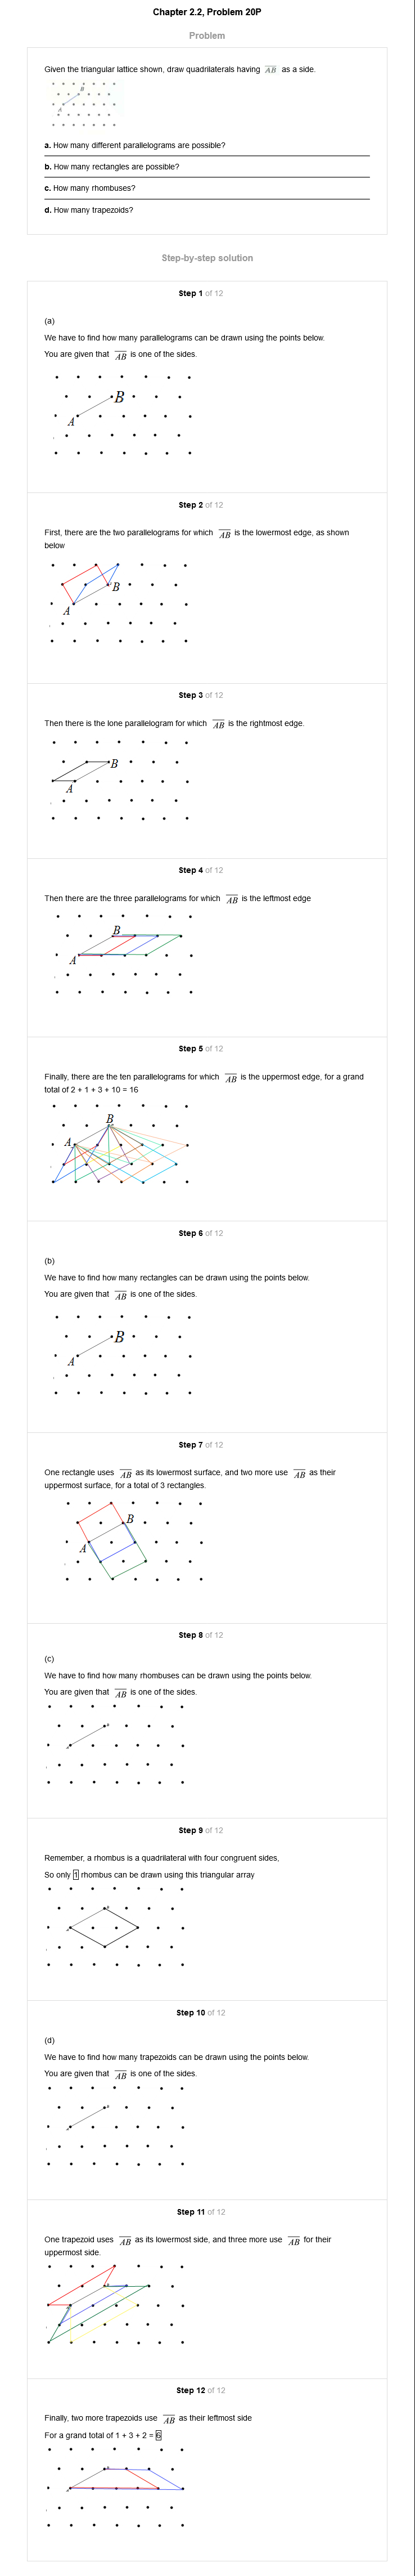 Chapter 2.2, Problem 20P
Problem
Given the triangular lattice shown, draw quadrilaterals having AB as a side.
B
A
a. How many different parallelograms are possible?
b. How many rectangles are possible?
c. How many rhombuses?
d. How many trapezoids?
Step-by-step solution
Step 1 of 12
(a)
We have to find how many parallelograms can be drawn using the points below.
You are given that AB is one of the sides.
B
A
Step 2 of 12
First, there are the two parallelograms for which AB is the lowermost edge, as shown
below
B
A
Step 3 of 12
Then there is the lone parallelogram for which AB is the rightmost edge.
B
A
Step 4 of 12
Then there are the three parallelograms for which AB is the leftmost edge
B
A
Step 5 of 12
Finally, there are the ten parallelograms for which AB is the uppermost edge, for a grand
total of 2 + 1 + 3 + 10 = 16
B
A
Step 6 of 12
(b)
We have to find how many rectangles can be drawn using the points below.
You are given that AB is one of the sides.
B
A
Step 7 of 12
One rectangle uses AB as its lowermost surface, and two more use AB as their
uppermost surface, for a total of 3 rectangles.
B
A
Step 8 of 12
(c)
We have to find how many rhombuses can be drawn using the points below.
You are given that AB is one of the sides.
Step 9 of 12
Remember, a rhombus is a quadrilateral with four congruent sides,
So only 1 rhombus can be drawn using this triangular array
Step 10 of 12
(d)
We have to find how many trapezoids can be drawn using the points below.
You are given that AB is one of the sides.
Step 11 of 12
One trapezoid uses AB as its lowermost side, and three more use AB for their
uppermost side.
Step 12 of 12
Finally, two more trapezoids use AB as their leftmost side
For a grand total of 1 + 3 + 2 = 6